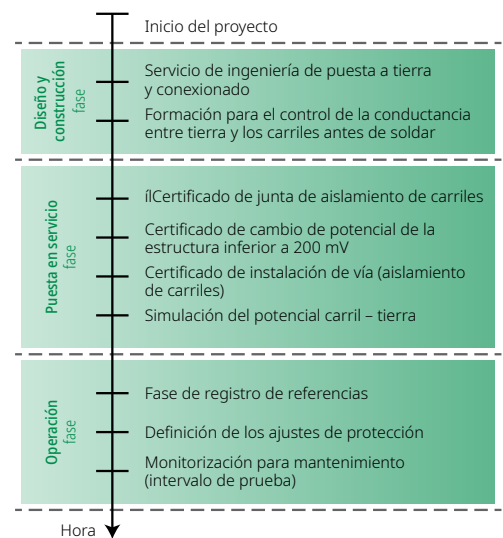 Inicio del proyecto
Diseño y
construcción
fase
Servicio de ingeniería de puesta a tierra
y conexionado
Formación para el control de la conductancia
entre tierra y los carriles antes de soldar
Puesta en servicio
fase
ílCertificado de junta de aislamiento de carriles
Certificado de cambio de potencial de la
estructura inferior a 200 mV
Certificado de instalación de vía (aislamiento
de carriles)
Simulación del potencial carril – tierra
Operación
fase
Fase de registro de referencias
Definición de los ajustes de protección
Monitorización para mantenimiento
(intervalo de prueba)
Hora